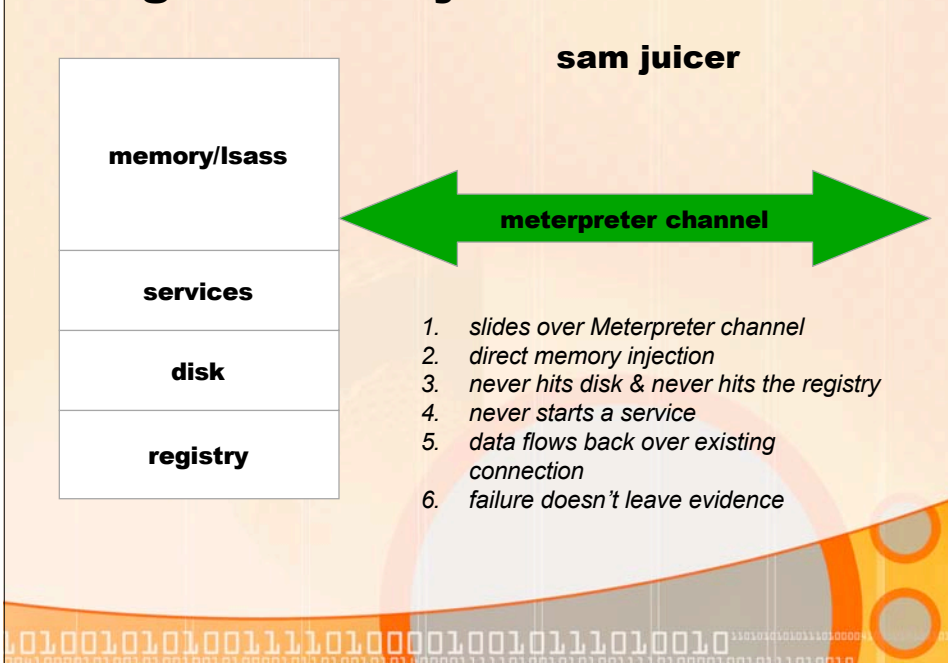 sam juicer
memory/lsass
services
disk
registry
meterpreter channel
1. slides over Meterpreter channel
2. direct memory injection
3. never hits disk & never hits the registry
4. never starts a service
5. data flows back over existing
connection
6. failure doesn't leave evidence